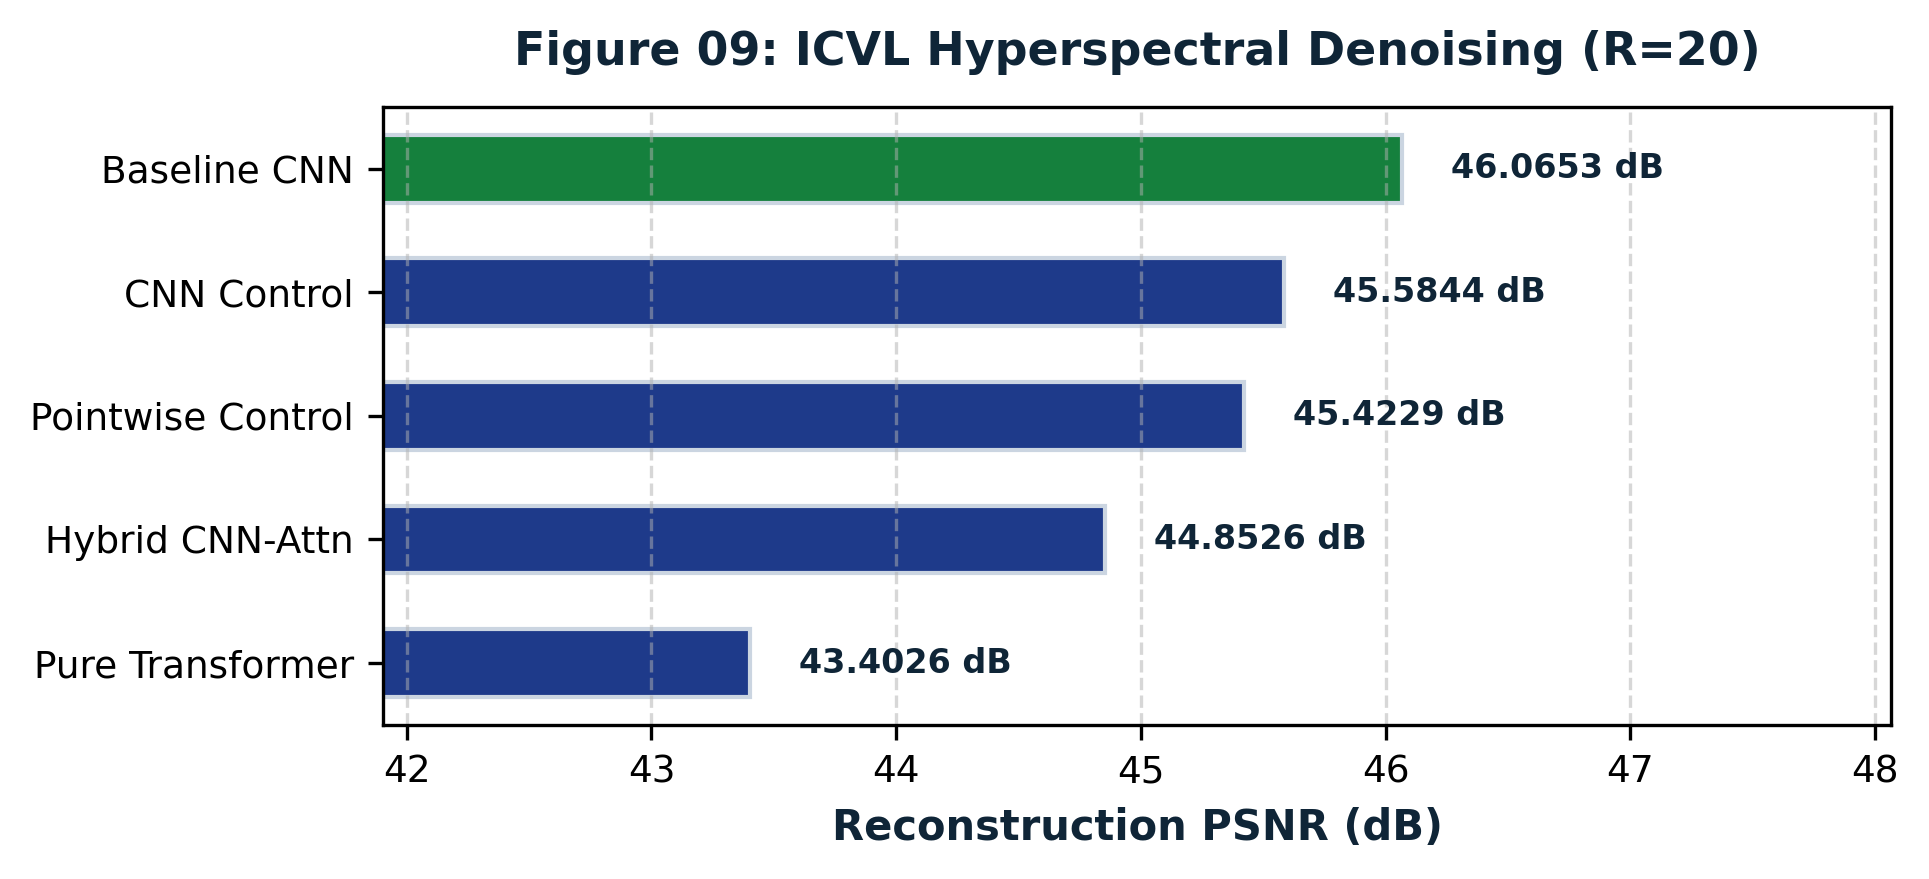 Figure 09: ICVL Hyperspectral Denoising (R=20)
Baseline CNN 46.0653 dB
CNN Control 45.5844 dB
Pointwise Control 45.4229 dB
Hybrid CNN-Attn 44.8526 dB
Pure Transformer 43.4026 dB
42 43 44 45 46 47 48
Reconstruction PSNR (dB)